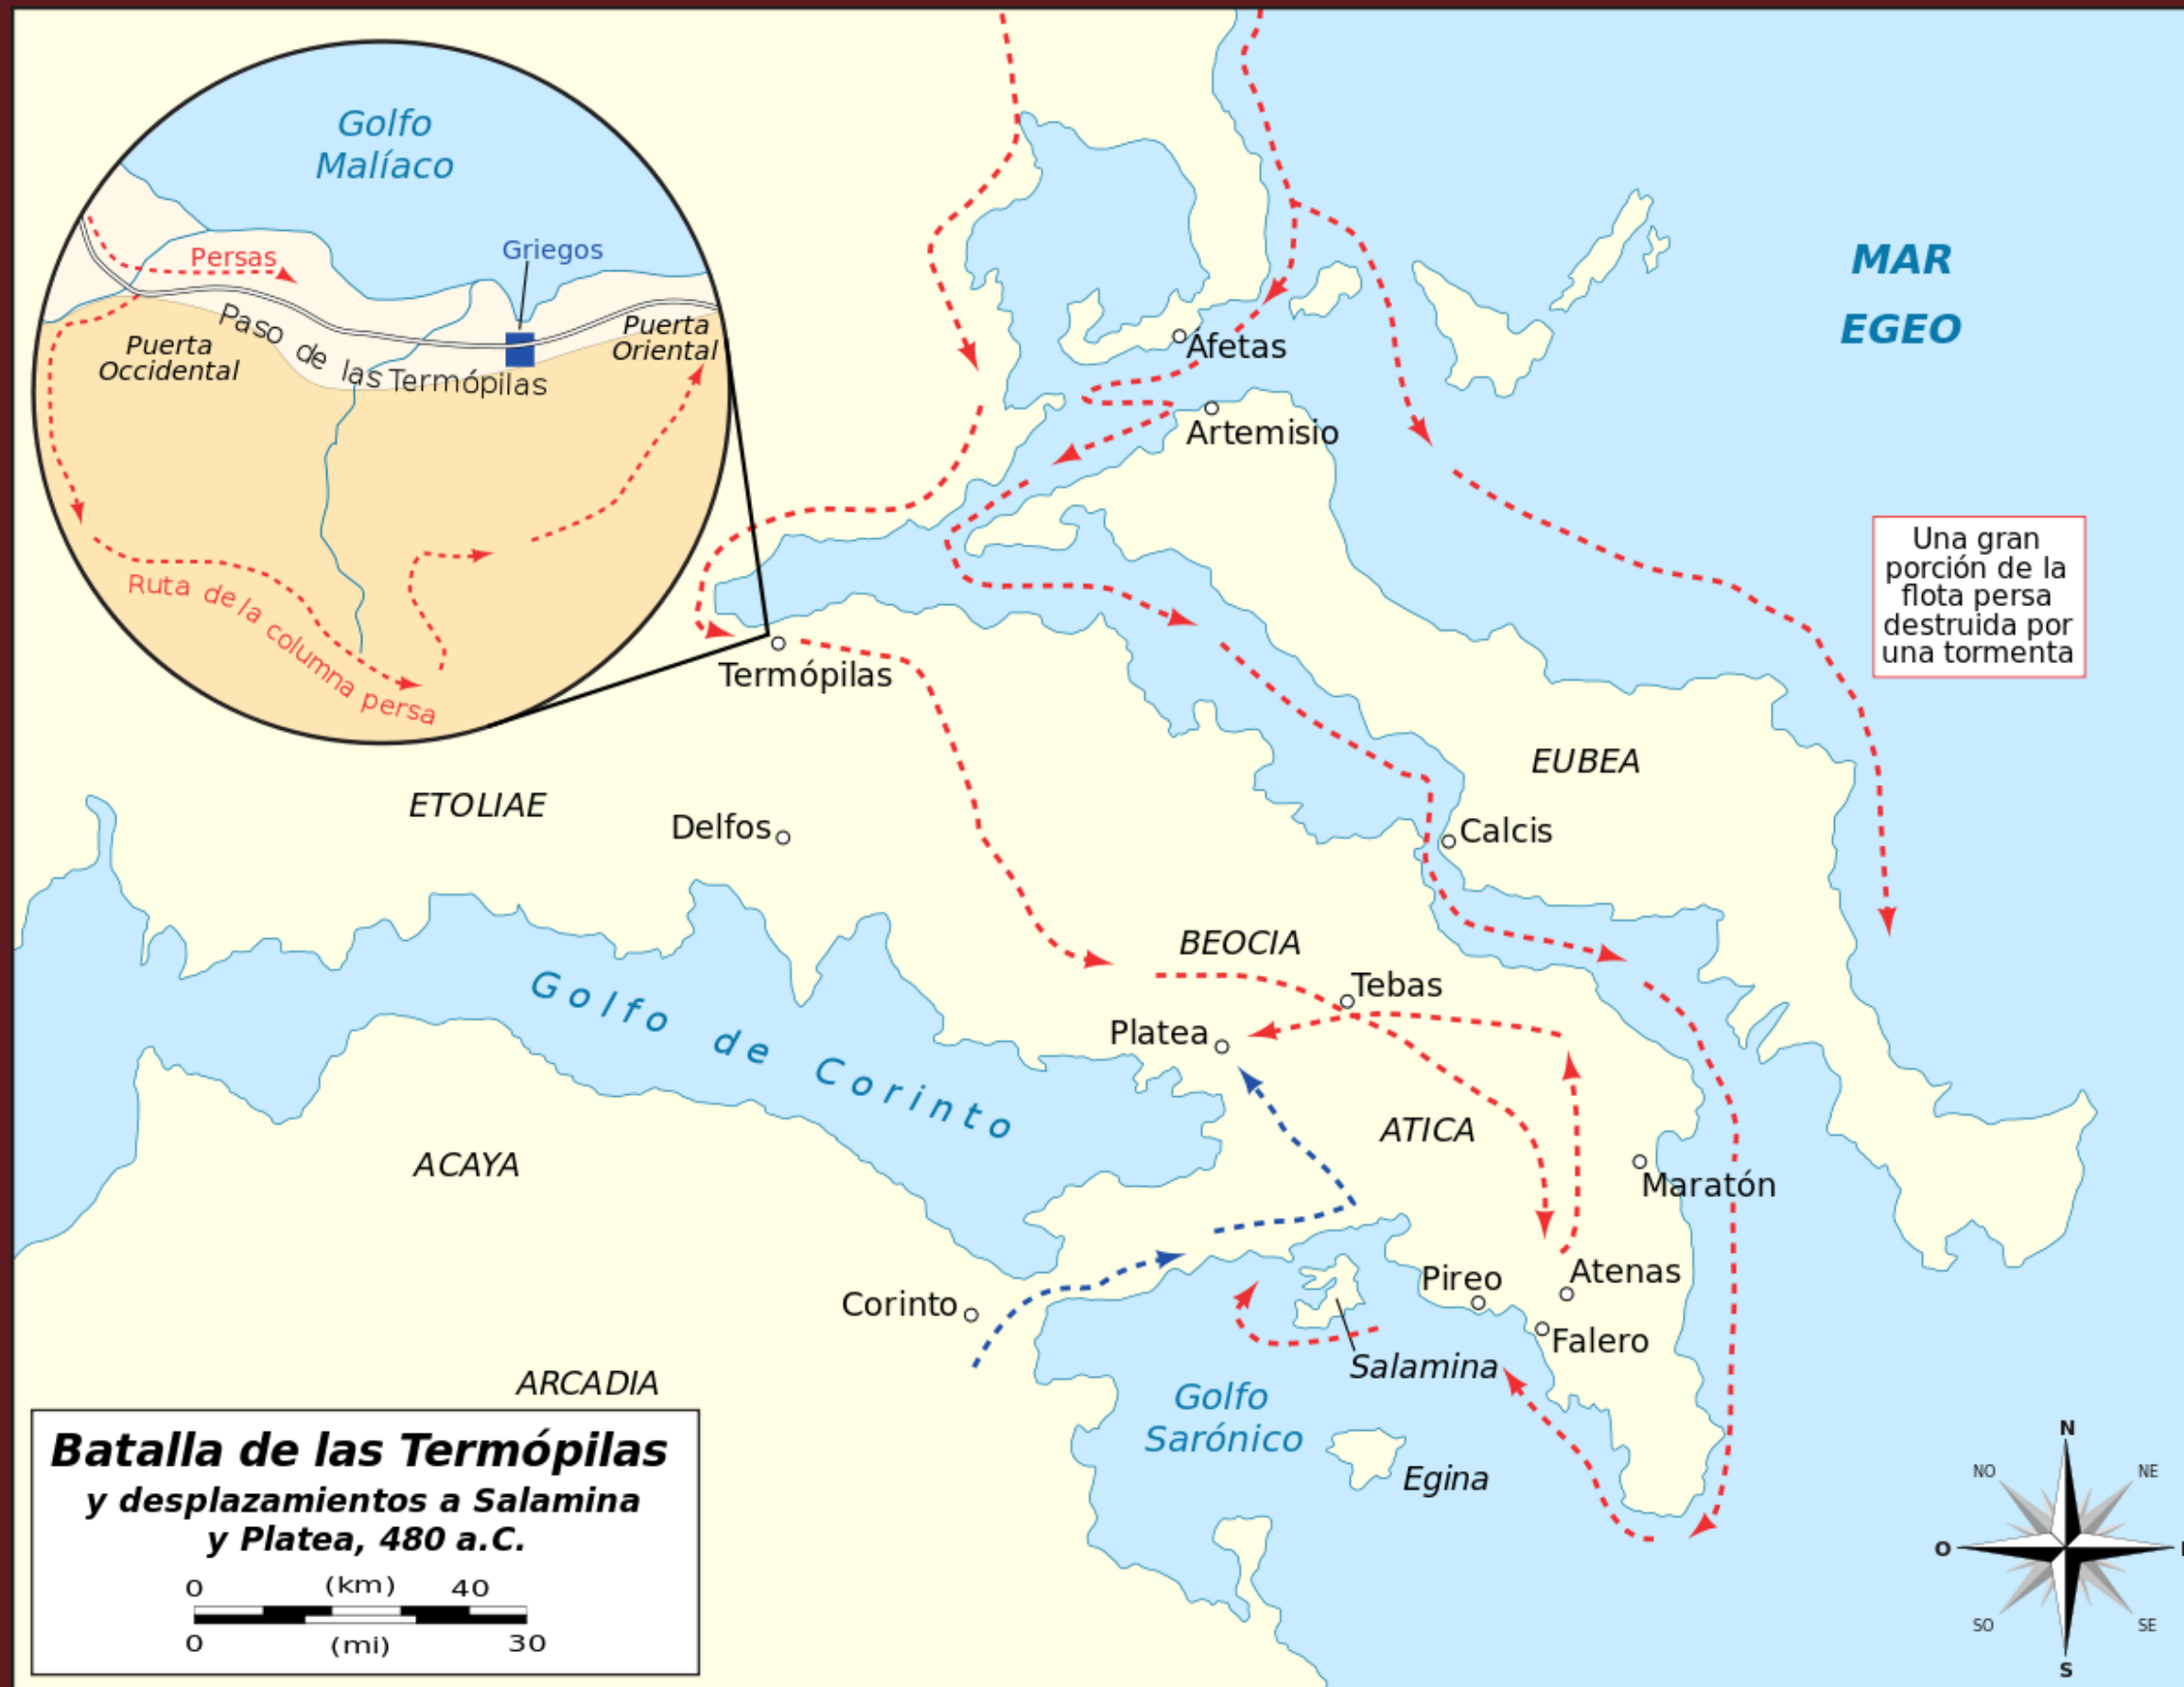 Golfo
Malíaco
Persas
Griegos
Paso de las Termópilas
Puerta
Occidental
Puerta
Oriental
Ruta de la columna persa
MAR
EGEO
Áfetas
Artemisio
Una gran
porción de la
flota persa
destruida por
una tormenta
Termópilas
EUBEA
ETOLIAE
Delfos
Calcis
BEOCIA
Golfo de Corinto
Tebas
Platea
ATICA
ACAYA
Maratón
Atenas
Pireo
Corinto
Falero
Salamina
ARCADIA
Golfo
Sarónico
Egina
Batalla de las Termópilas
y desplazamientos a Salamina
y Platea, 480 a.C.
0 (km) 40
0 (mi) 30
N
NO NE
O
SO SE
S